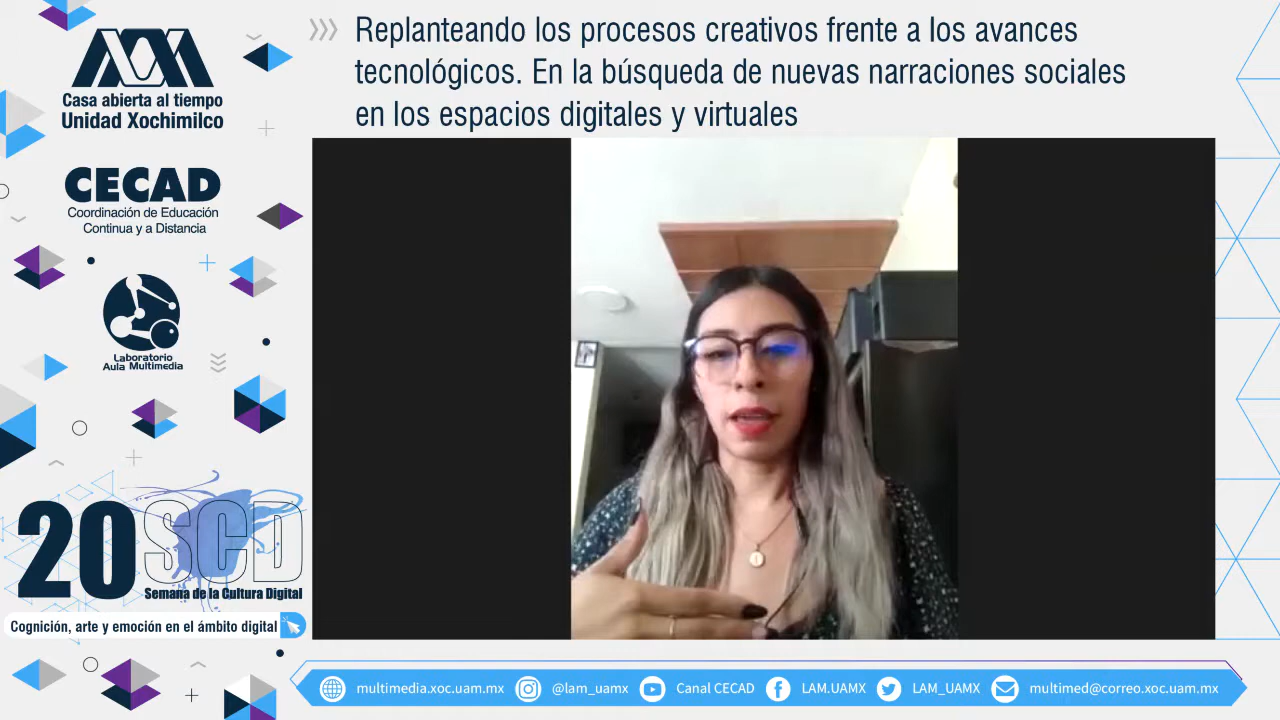 Replanteando los procesos creativos frente a los avances
tecnológicos. En la búsqueda de nuevas narraciones sociales
en los espacios digitales y virtuales
Casa abierta al tiempo
Unidad Xochimilco
CECAD
Coordinación de Educación
Continua y a Distancia
Laboratorio
Aula Multimedia
20 SCD
Semana de la Cultura Digital
Cognición, arte y emoción en el ámbito digital
multimedia.xoc.uam.mx @lam_uamx Canal CECAD LAM.UAMX LAM_UAMX multimed@correo.xoc.uam.mx